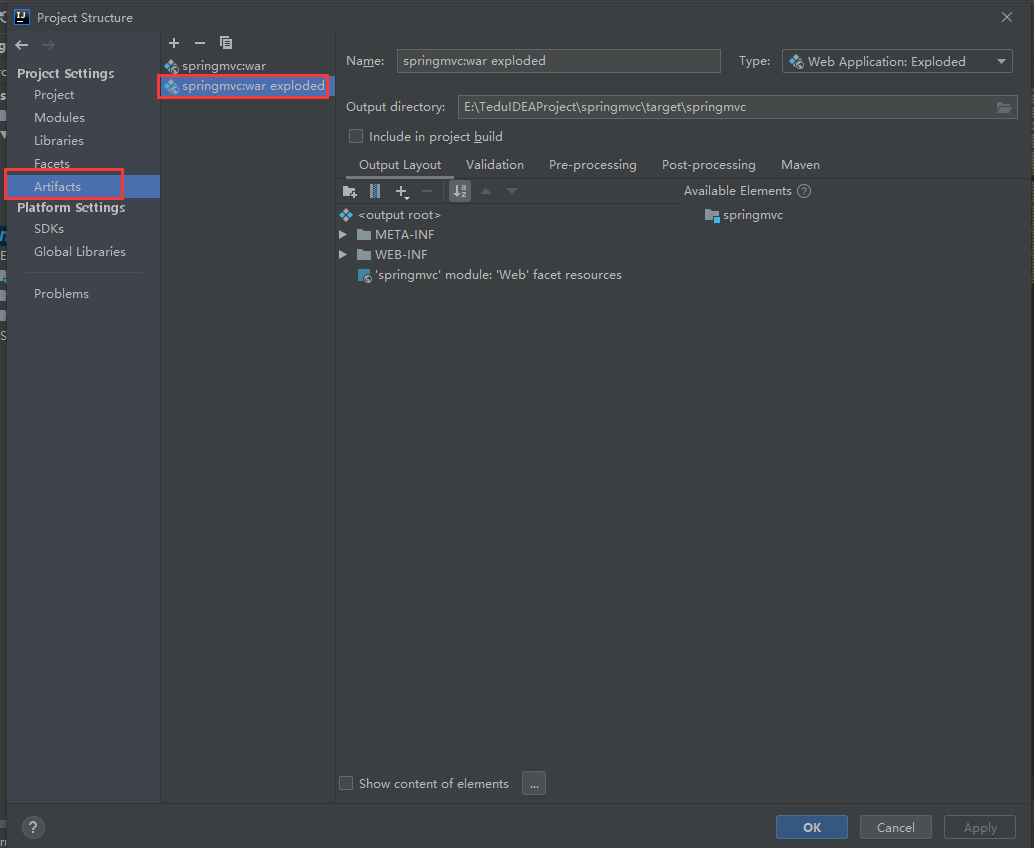 Project Structure
Project Settings
Project
Modules
Libraries
Facets
Artifacts
Platform Settings
SDKs
Global Libraries
Problems
springmvc:war
springmvc:war exploded
Name: springmvc:war exploded Type: Web Application: Exploded
Output directory: E:\TeduIDEAProject\springmvc\target\springmvc
Include in project build
Output Layout Validation Pre-processing Post-processing Maven
Available Elements ?
<output root>
META-INF
WEB-INF
'springmvc' module: 'Web' facet resources
springmvc
Show content of elements ...
? OK Cancel Apply